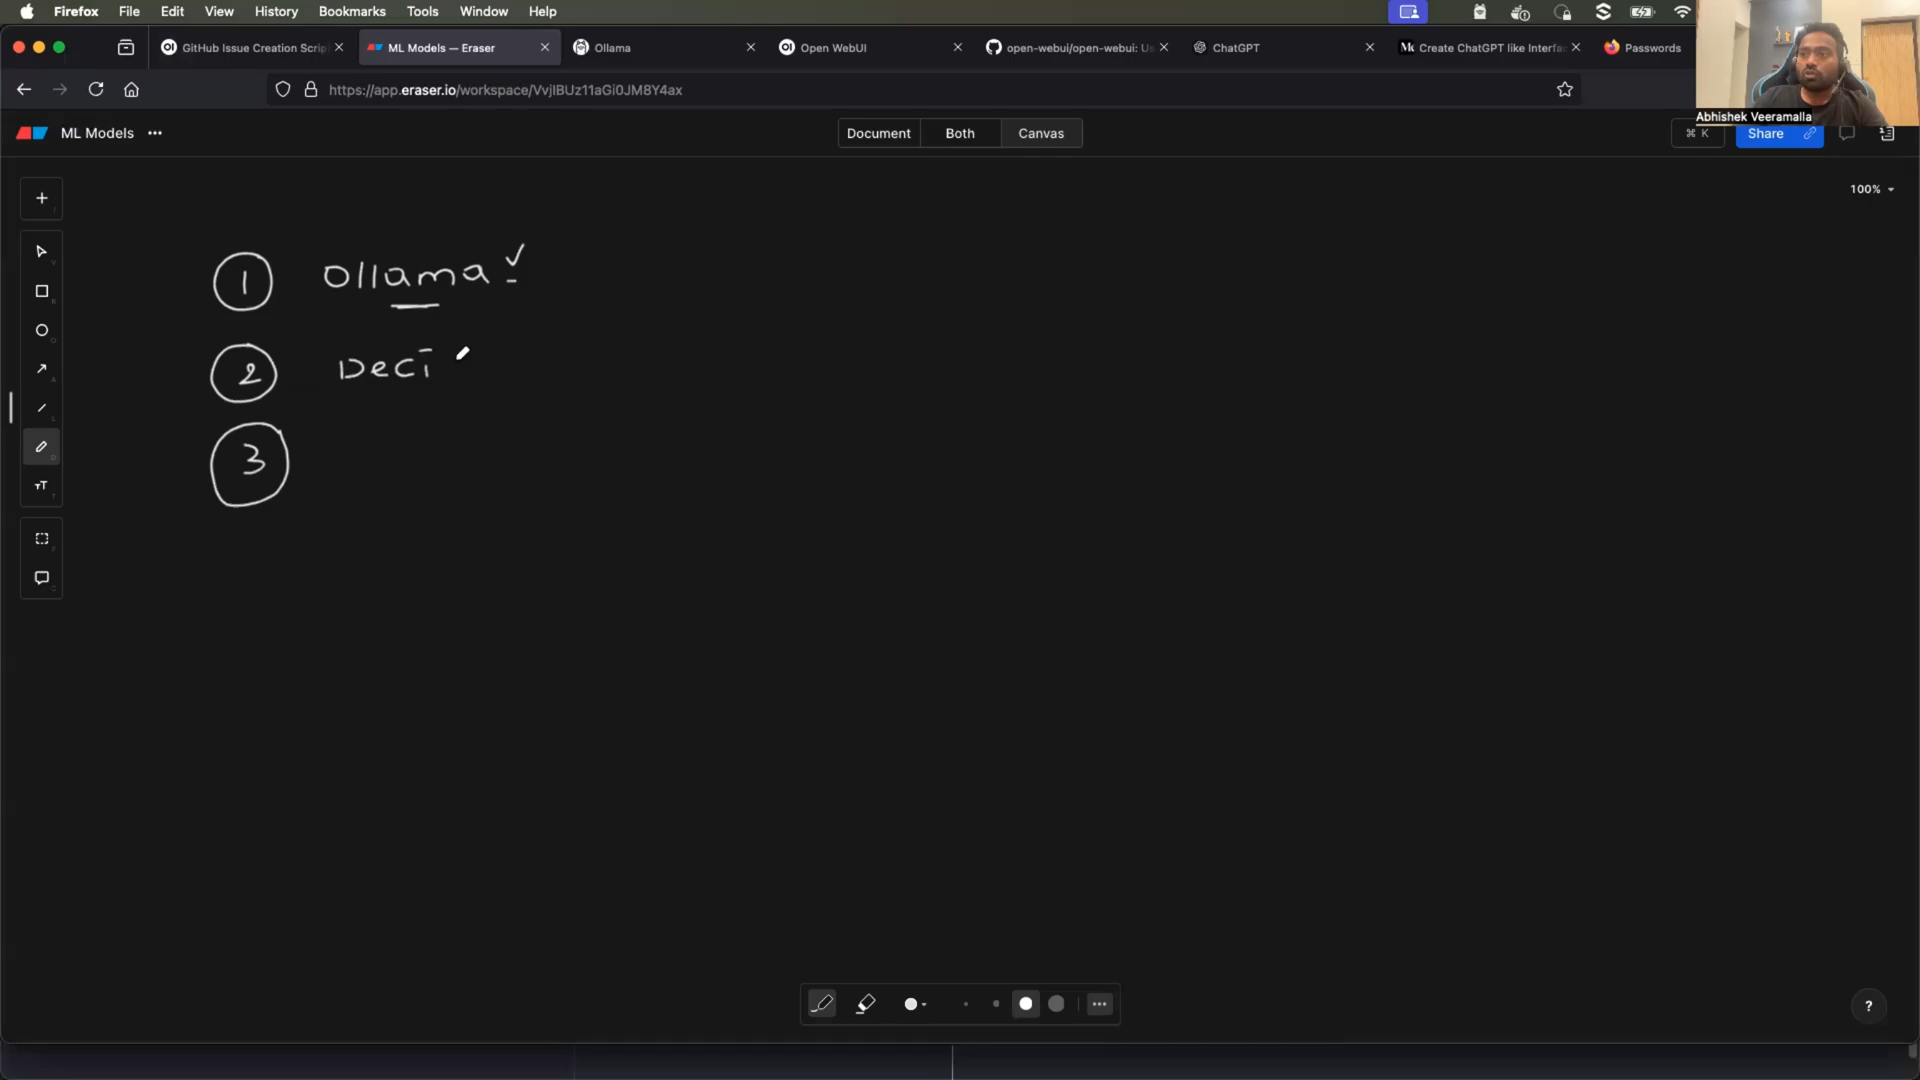 Firefox File Edit View History Bookmarks Tools Window Help
GitHub Issue Creation Scrip
ML Models — Eraser
Ollama
Open WebUI
open-webui/open-webui: Us
ChatGPT
Create ChatGPT like Interfac
Passwords
https://app.eraser.io/workspace/VvjIBUz11aGi0JM8Y4ax
Abhishek Veeramalla
ML Models ...
Document Both Canvas
⌘ K
Share
100%
1 Ollama
2 Deci
3
?